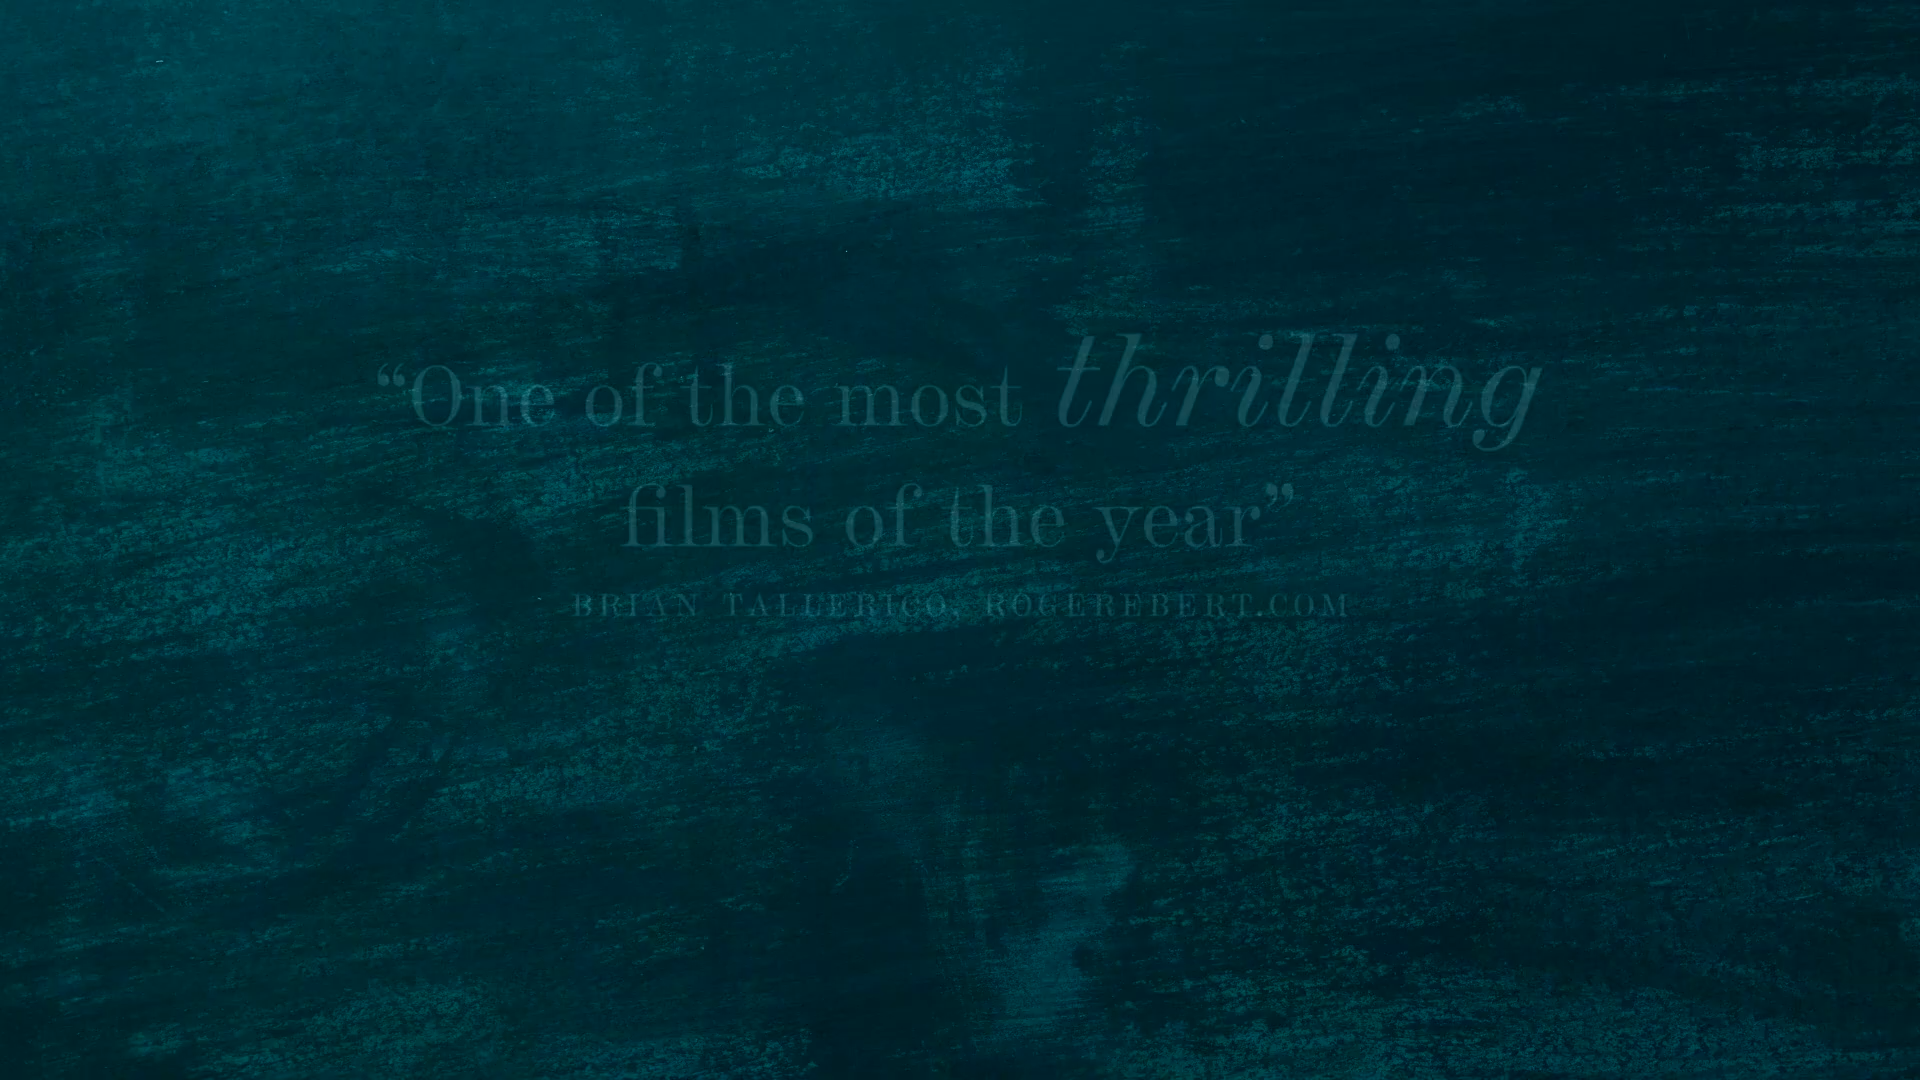 “One of the most thrilling
films of the year”
BRIAN TALLERICO, ROGEREBERT.COM